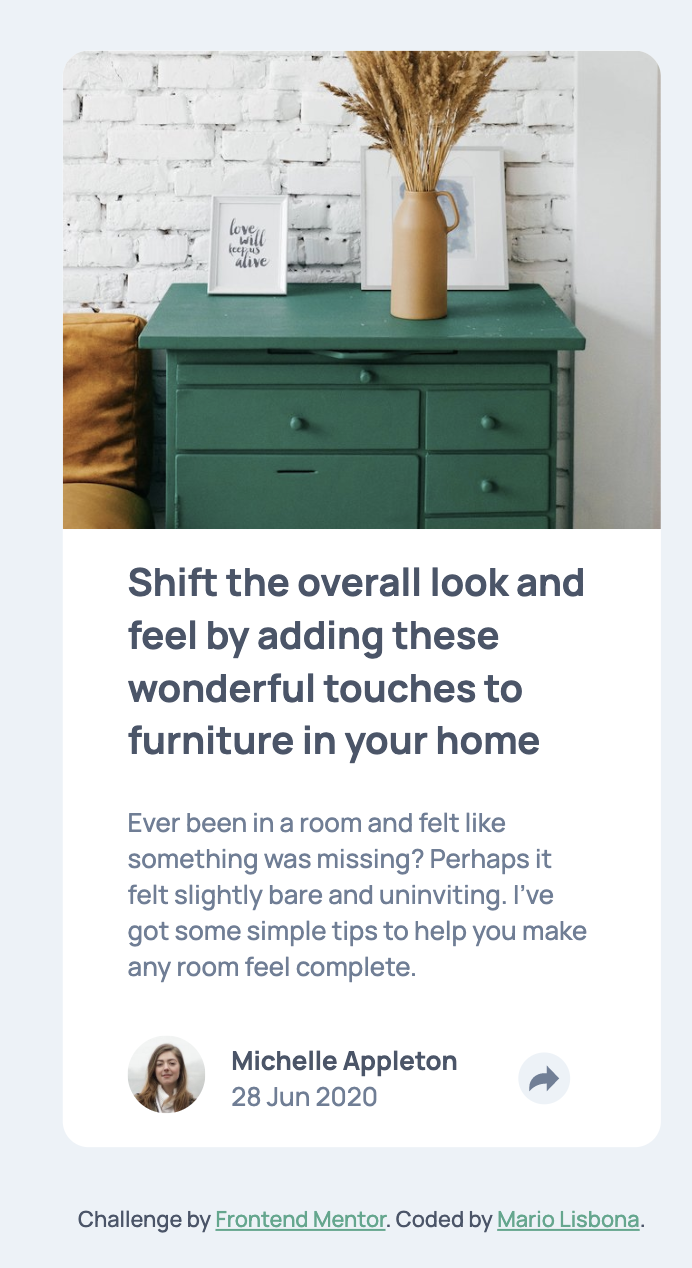 love
will
keep us
alive
Shift the overall look and
feel by adding these
wonderful touches to
furniture in your home
Ever been in a room and felt like
something was missing? Perhaps it
felt slightly bare and uninviting. I’ve
got some simple tips to help you make
any room feel complete.
Michelle Appleton
28 Jun 2020
Challenge by Frontend Mentor. Coded by Mario Lisbona.